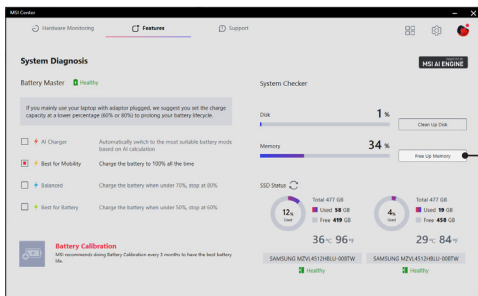 MSI Center
Hardware Monitoring
Features
Support
System Diagnosis
MSI AI ENGINE
Battery Master
Healthy
System Checker
If you mainly use your laptop with adaptor plugged, we suggest you set the charge
capacity at a lower percentage (60% or 80%) to prolong your battery lifecycle.
Disk
1 %
Clean Up Disk
AI Charger
Automatically switch to the most suitable battery mode
based on AI calculation
Memory
34 %
Free Up Memory
Best for Mobility
Charge the battery to 100% all the time
Balanced
Charge the battery when under 70%, stop at 80%
Best for Battery
Charge the battery when under 50%, stop at 60%
SSD Status
12%
Used
Total 477 GB
Used 58 GB
Free 419 GB
4%
Used
Total 477 GB
Used 19 GB
Free 458 GB
36°C 96°F
29°C 84°F
Battery Calibration
MSI recommends doing Battery Calibration every 3 months to have the best battery
life.
SAMSUNG MZVL4512HBLU-00BTW
SAMSUNG MZVL4512HBLU-00BTW
Healthy
Healthy